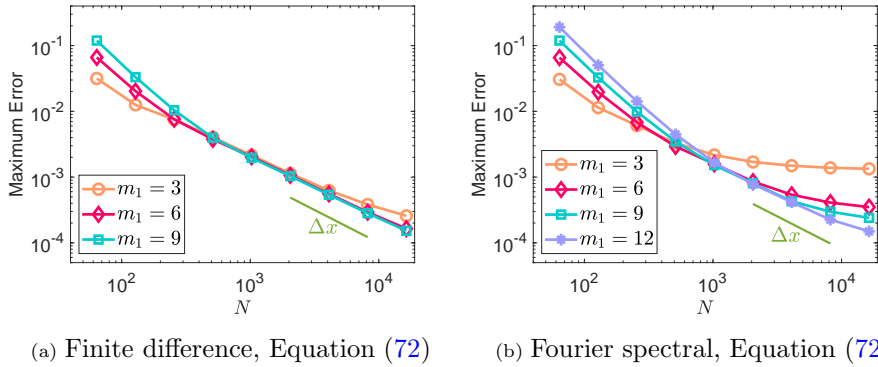 10^{-1}
10^{-2}
10^{-3}
10^{-4}
Maximum Error
m_1 = 3
m_1 = 6
m_1 = 9
Δx
10^2
10^3
10^4
N
(a) Finite difference, Equation (72)
10^{-1}
10^{-2}
10^{-3}
10^{-4}
Maximum Error
m_1 = 3
m_1 = 6
m_1 = 9
m_1 = 12
Δx
10^2
10^3
10^4
N
(b) Fourier spectral, Equation (72